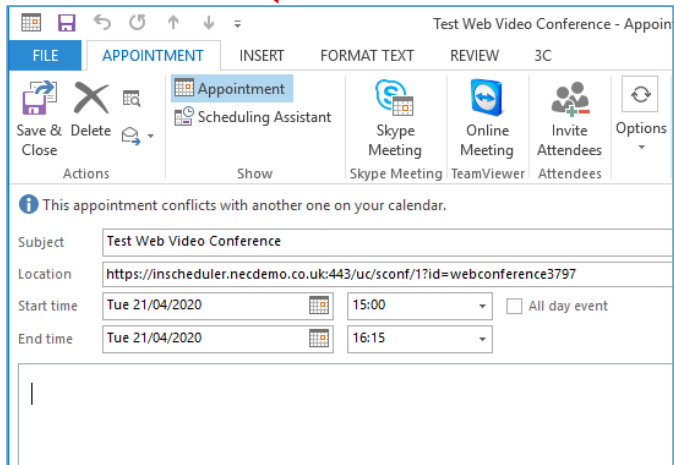 Test Web Video Conference - Appoin
FILE APPOINTMENT INSERT FORMAT TEXT REVIEW 3C
Save & Close
Delete
Actions
Appointment
Scheduling Assistant
Show
Skype Meeting
Skype Meeting
Online Meeting
TeamViewer
Invite Attendees
Attendees
Options
This appointment conflicts with another one on your calendar.
Subject Test Web Video Conference
Location https://inscheduler.necdemo.co.uk:443/uc/sconf/1?id=webconference3797
Start time Tue 21/04/2020 15:00 All day event
End time Tue 21/04/2020 16:15